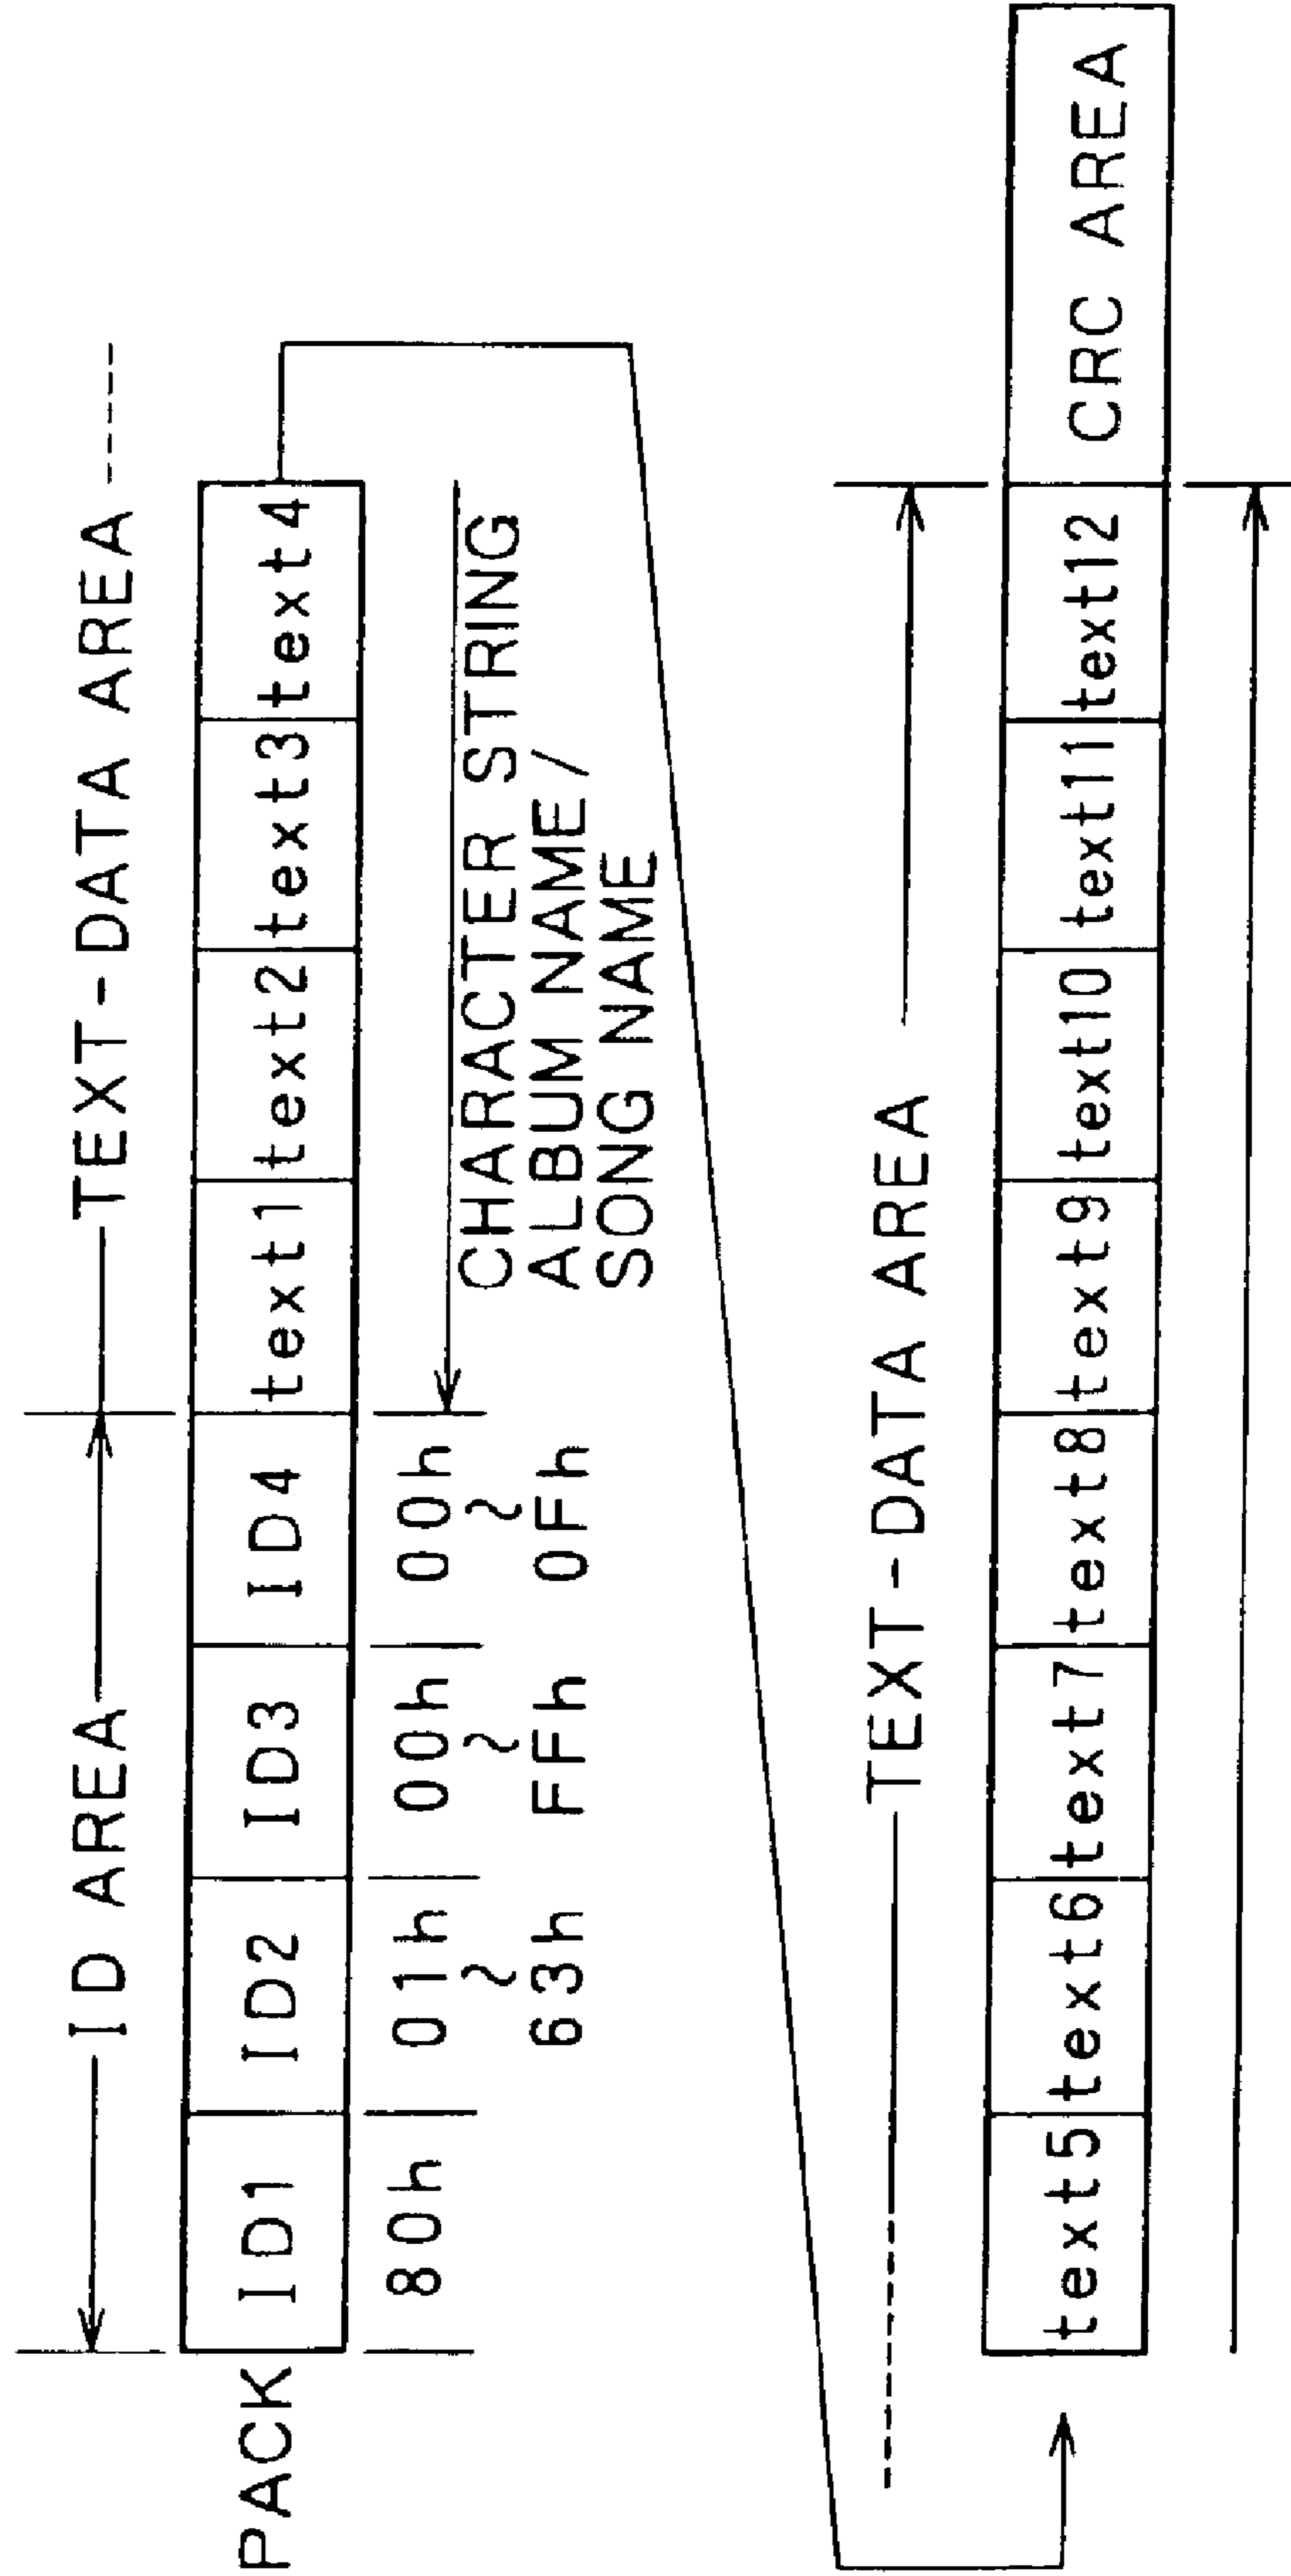 ID AREA TEXT-DATA AREA
PACK ID1 ID2 ID3 ID4 text1 text2 text3 text4
80h 01h 00h 00h
~ ~ ~
63h FFh 0Fh
CHARACTER STRING
ALBUM NAME/
SONG NAME
TEXT-DATA AREA
text5 text6 text7 text8 text9 text10 text11 text12 CRC AREA